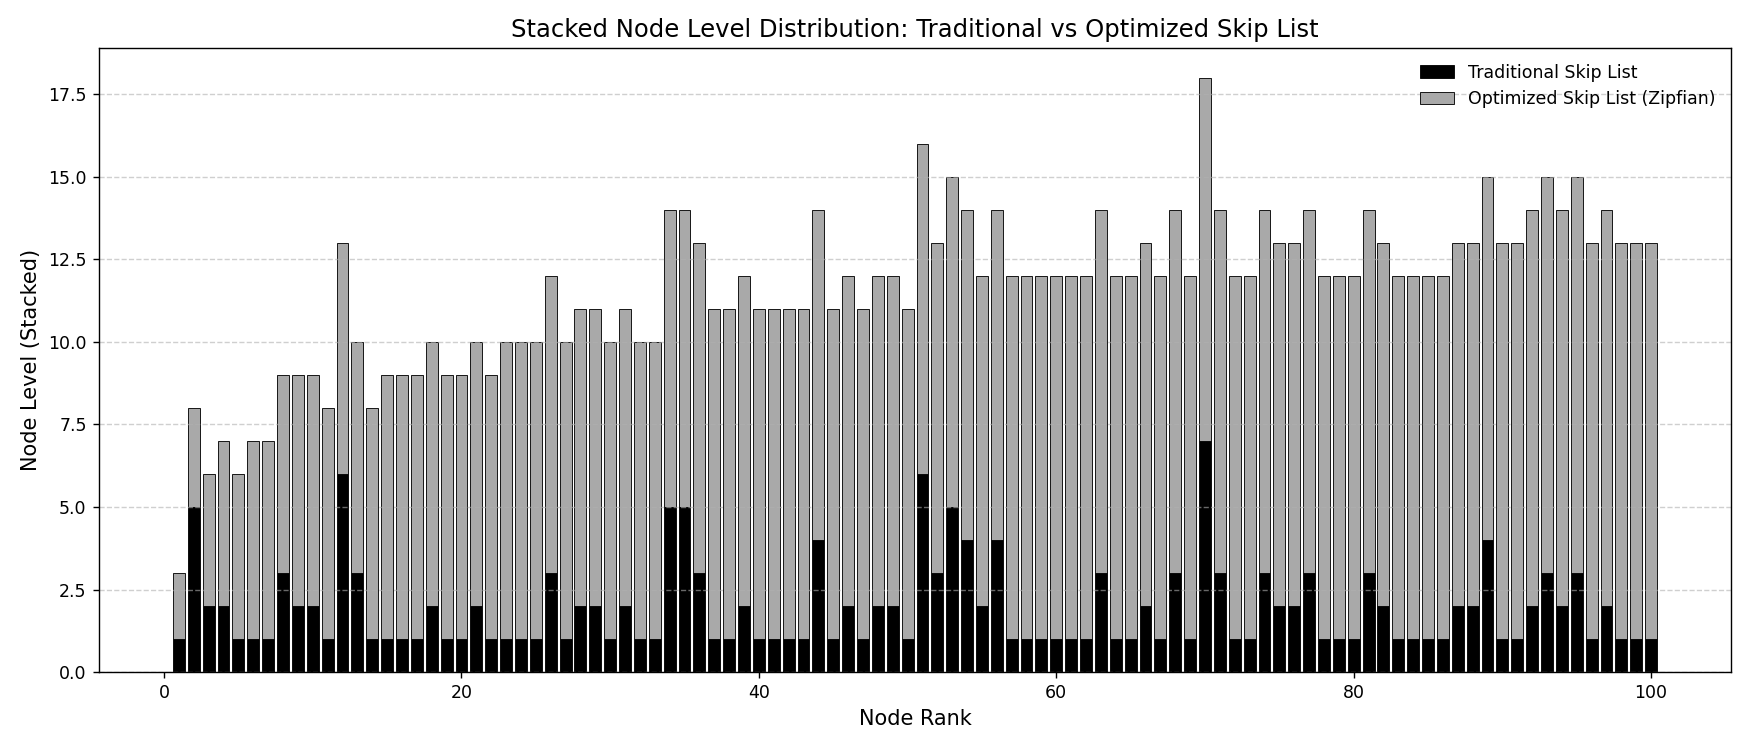 Stacked Node Level Distribution: Traditional vs Optimized Skip List
Traditional Skip List
Optimized Skip List (Zipfian)
Node Level (Stacked)
17.5
15.0
12.5
10.0
7.5
5.0
2.5
0.0
0 20 40 60 80 100
Node Rank